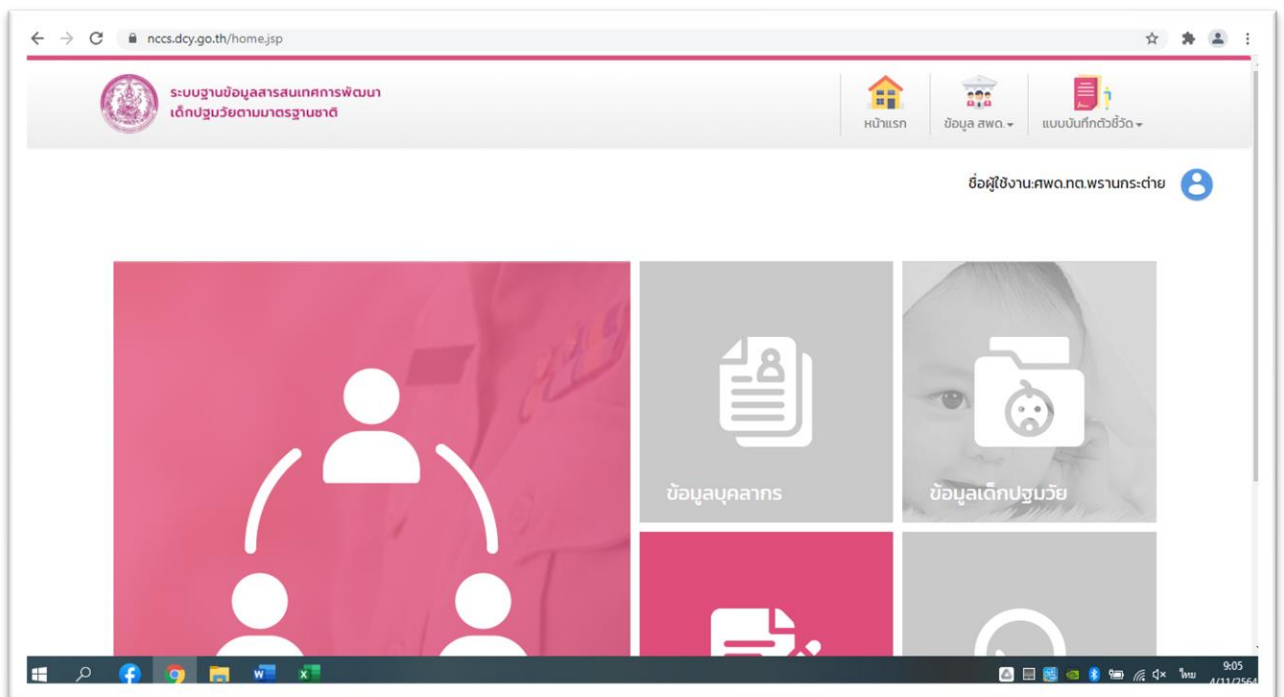 nccs.dcy.go.th/home.jsp
ระบบฐานข้อมูลสารสนเทศการพัฒนา
เด็กปฐมวัยตามมาตรฐานชาติ
หน้าแรก
ข้อมูล สพด.
แบบบันทึกตัวชี้วัด
ชื่อผู้ใช้งาน:ศพด.ทต.พรานกระต่าย
ข้อมูลบุคลากร
ข้อมูลเด็กปฐมวัย
ไทย
9:05
4/11/2564